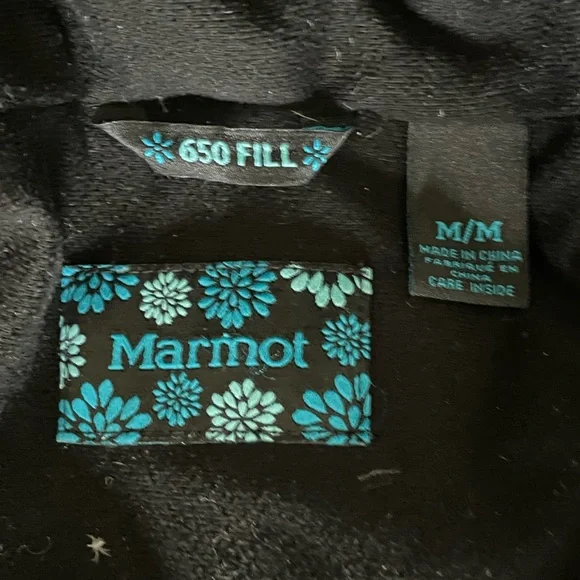 650 FILL
M/M
MADE IN CHINA
FABRIQUÉ EN
CHINA
CARE INSIDE
Marmot